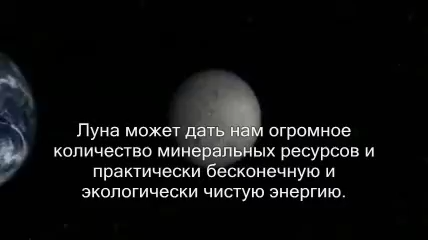 Луна может дать нам огромное
количество минеральных ресурсов и
практически бесконечную и
экологически чистую энергию.